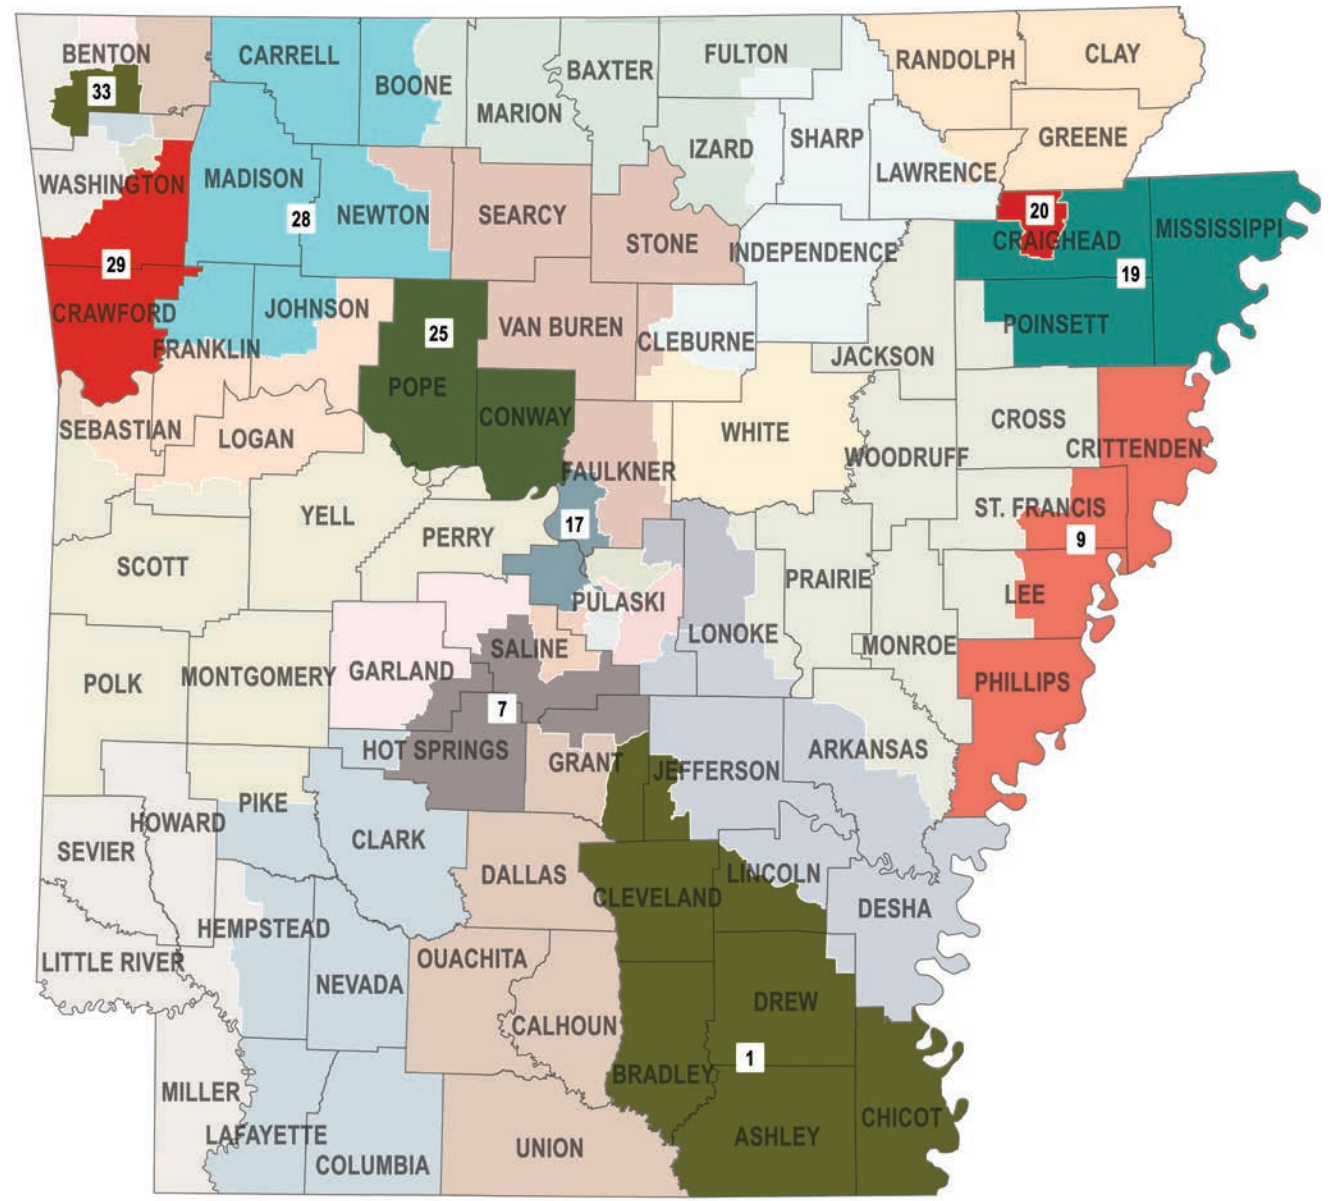 BENTON
CARRELL
BOONE
MARION
BAXTER
FULTON
RANDOLPH
CLAY
33
IZARD
SHARP
LAWRENCE
GREENE
WASHINGTON
MADISON
NEWTON
28
SEARCY
STONE
INDEPENDENCE
20
CRAIGHEAD
MISSISSIPPI
29
19
CRAWFORD
FRANKLIN
JOHNSON
25
POPE
VAN BUREN
CLEBURNE
JACKSON
POINSETT
SEBASTIAN
LOGAN
CONWAY
FAULKNER
WHITE
WOODRUFF
CROSS
CRITTENDEN
YELL
PERRY
17
ST. FRANCIS
9
SCOTT
PULASKI
PRAIRIE
LEE
POLK
MONTGOMERY
GARLAND
SALINE
LONOKE
MONROE
PHILLIPS
7
HOT SPRINGS
GRANT
JEFFERSON
ARKANSAS
PIKE
HOWARD
SEVIER
CLARK
DALLAS
CLEVELAND
LINCOLN
DESHA
HEMPSTEAD
LITTLE RIVER
NEVADA
OUACHITA
CALHOUN
DREW
1
BRADLEY
MILLER
LAFAYETTE
COLUMBIA
UNION
ASHLEY
CHICOT